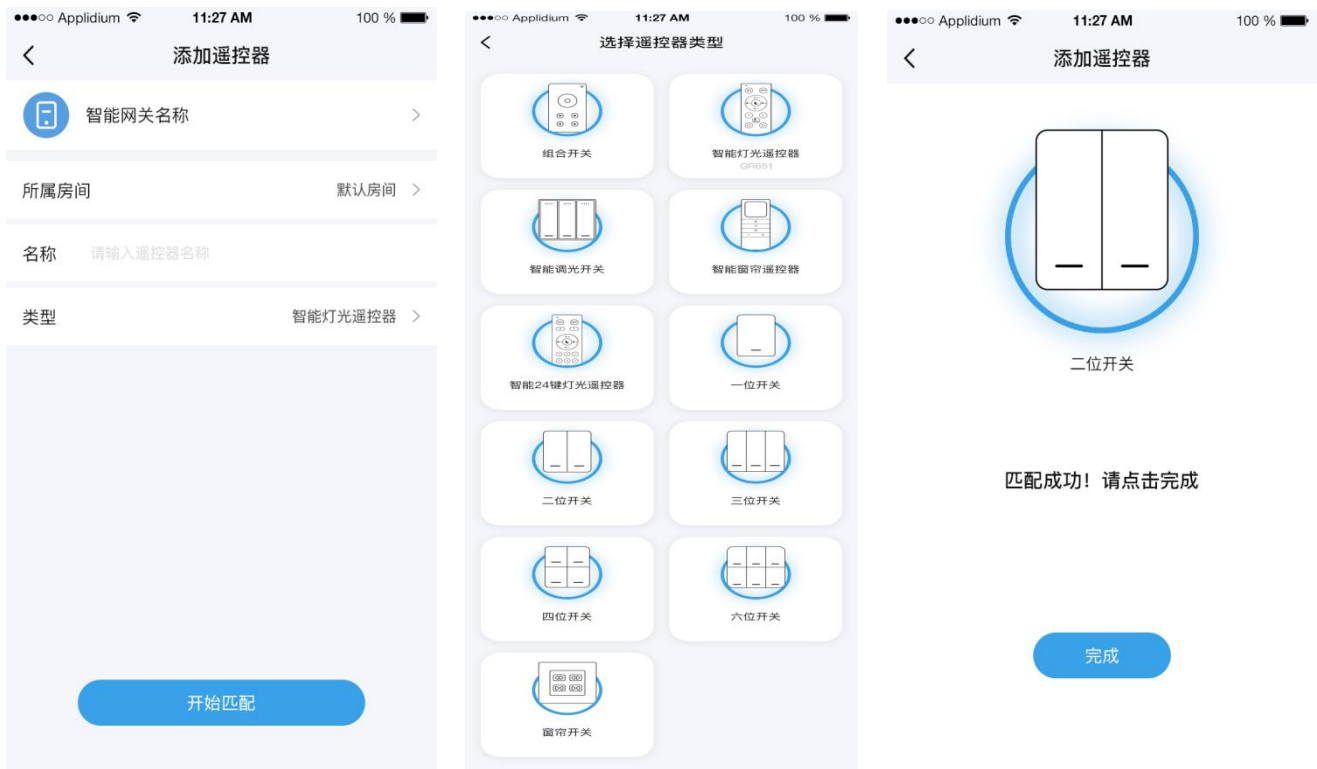 ●●●○○ Applidium 11:27 AM 100 %
添加遥控器
智能网关名称
所属房间 默认房间
名称 请输入遥控器名称
类型 智能灯光遥控器
开始匹配
●●●○○ Applidium 11:27 AM 100 %
选择遥控器类型
组合开关 智能灯光遥控器
GR651
智能调光开关 智能窗帘遥控器
智能24键灯光遥控器 一位开关
二位开关 三位开关
四位开关 六位开关
窗帘开关
●●●○○ Applidium 11:27 AM 100 %
添加遥控器
二位开关
匹配成功！请点击完成
完成